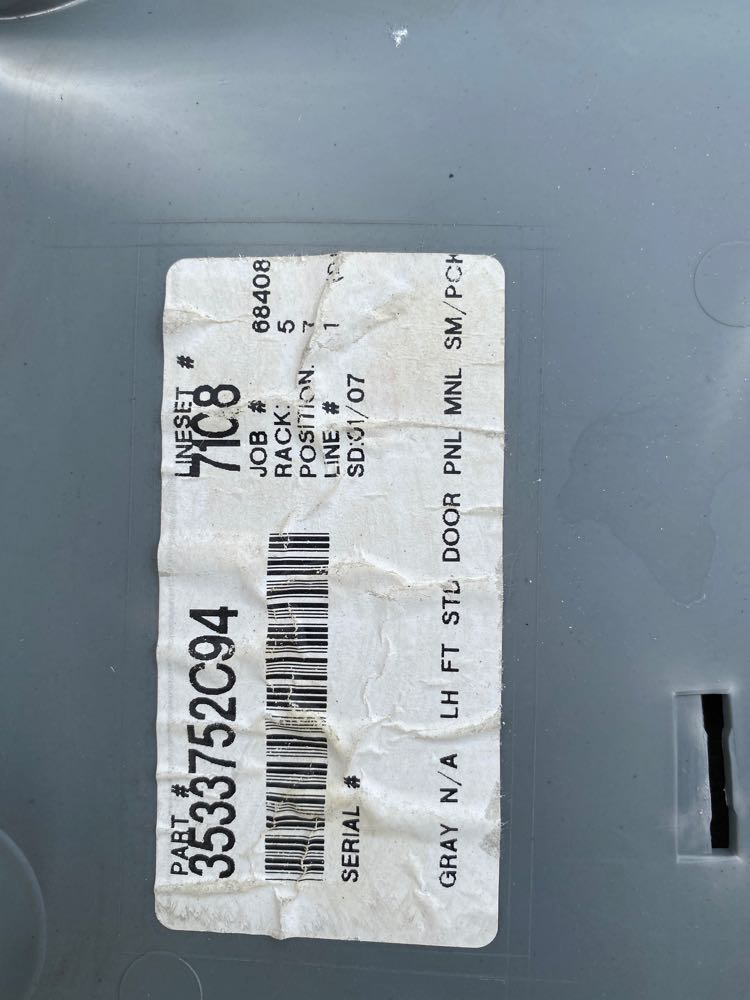 PART #
3533752C94
SERIAL #
LINESET #
71C8
JOB # 68408
RACK: 5
POSITION: 7
LINE # 1
SD:01/07
GRAY N/A LH FT STD DOOR PNL MNL SM/PCK